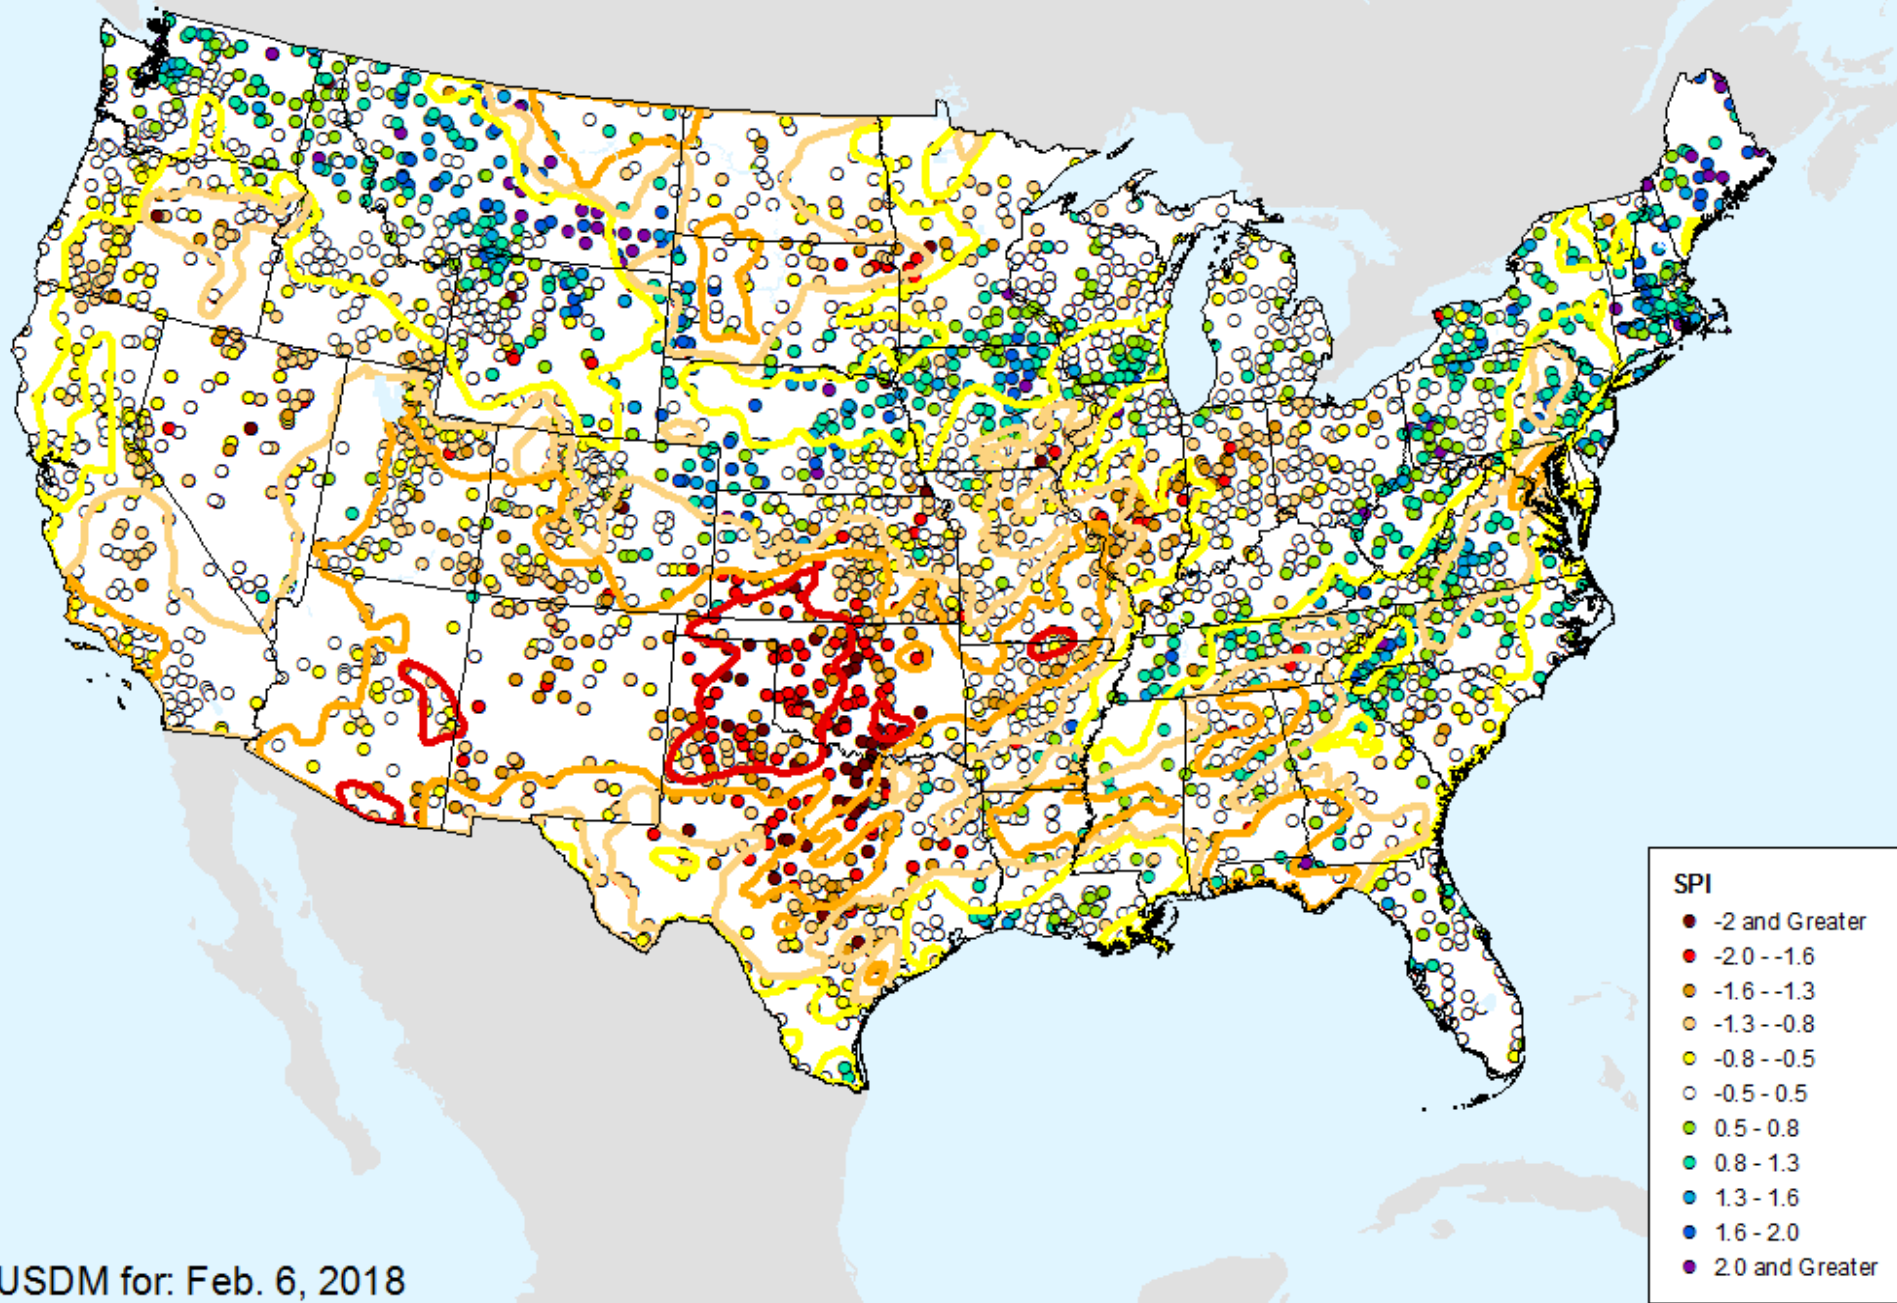 SPI
-2 and Greater
-2.0 - -1.6
-1.6 - -1.3
-1.3 - -0.8
-0.8 - -0.5
-0.5 - 0.5
0.5 - 0.8
0.8 - 1.3
1.3 - 1.6
1.6 - 2.0
2.0 and Greater
USDM for: Feb. 6, 2018